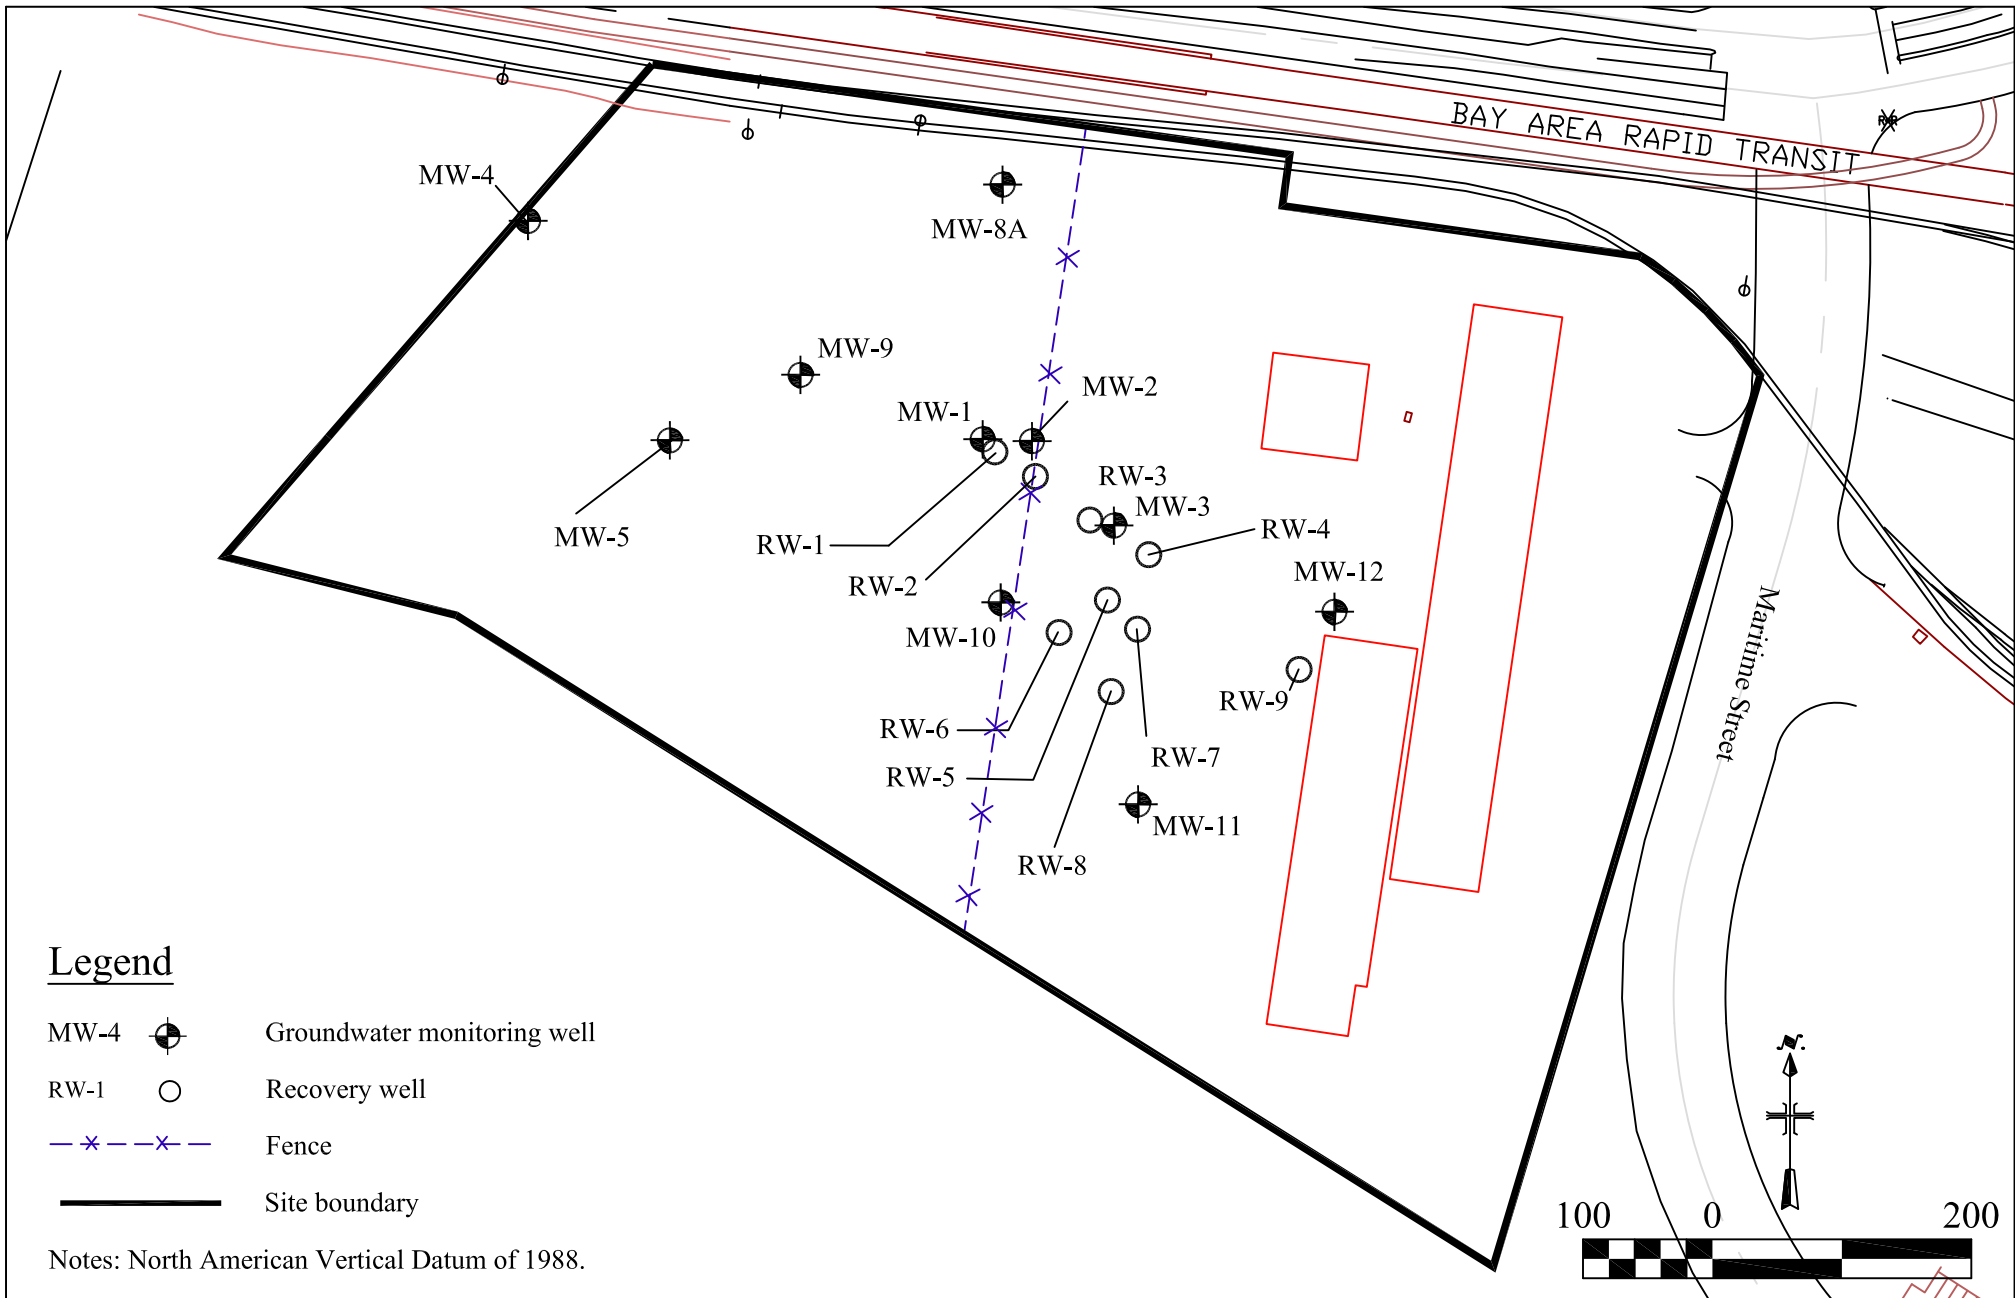 BAY AREA RAPID TRANSIT
MW-4
MW-8A
MW-9
MW-2
MW-1
RW-3
MW-3
MW-5
RW-1
RW-4
RW-2
MW-12
MW-10
RW-9
RW-6
RW-7
RW-5
MW-11
RW-8
Maritime Street
Legend
MW-4 Groundwater monitoring well
RW-1 Recovery well
Fence
Site boundary
Notes: North American Vertical Datum of 1988.
N
100 0 200